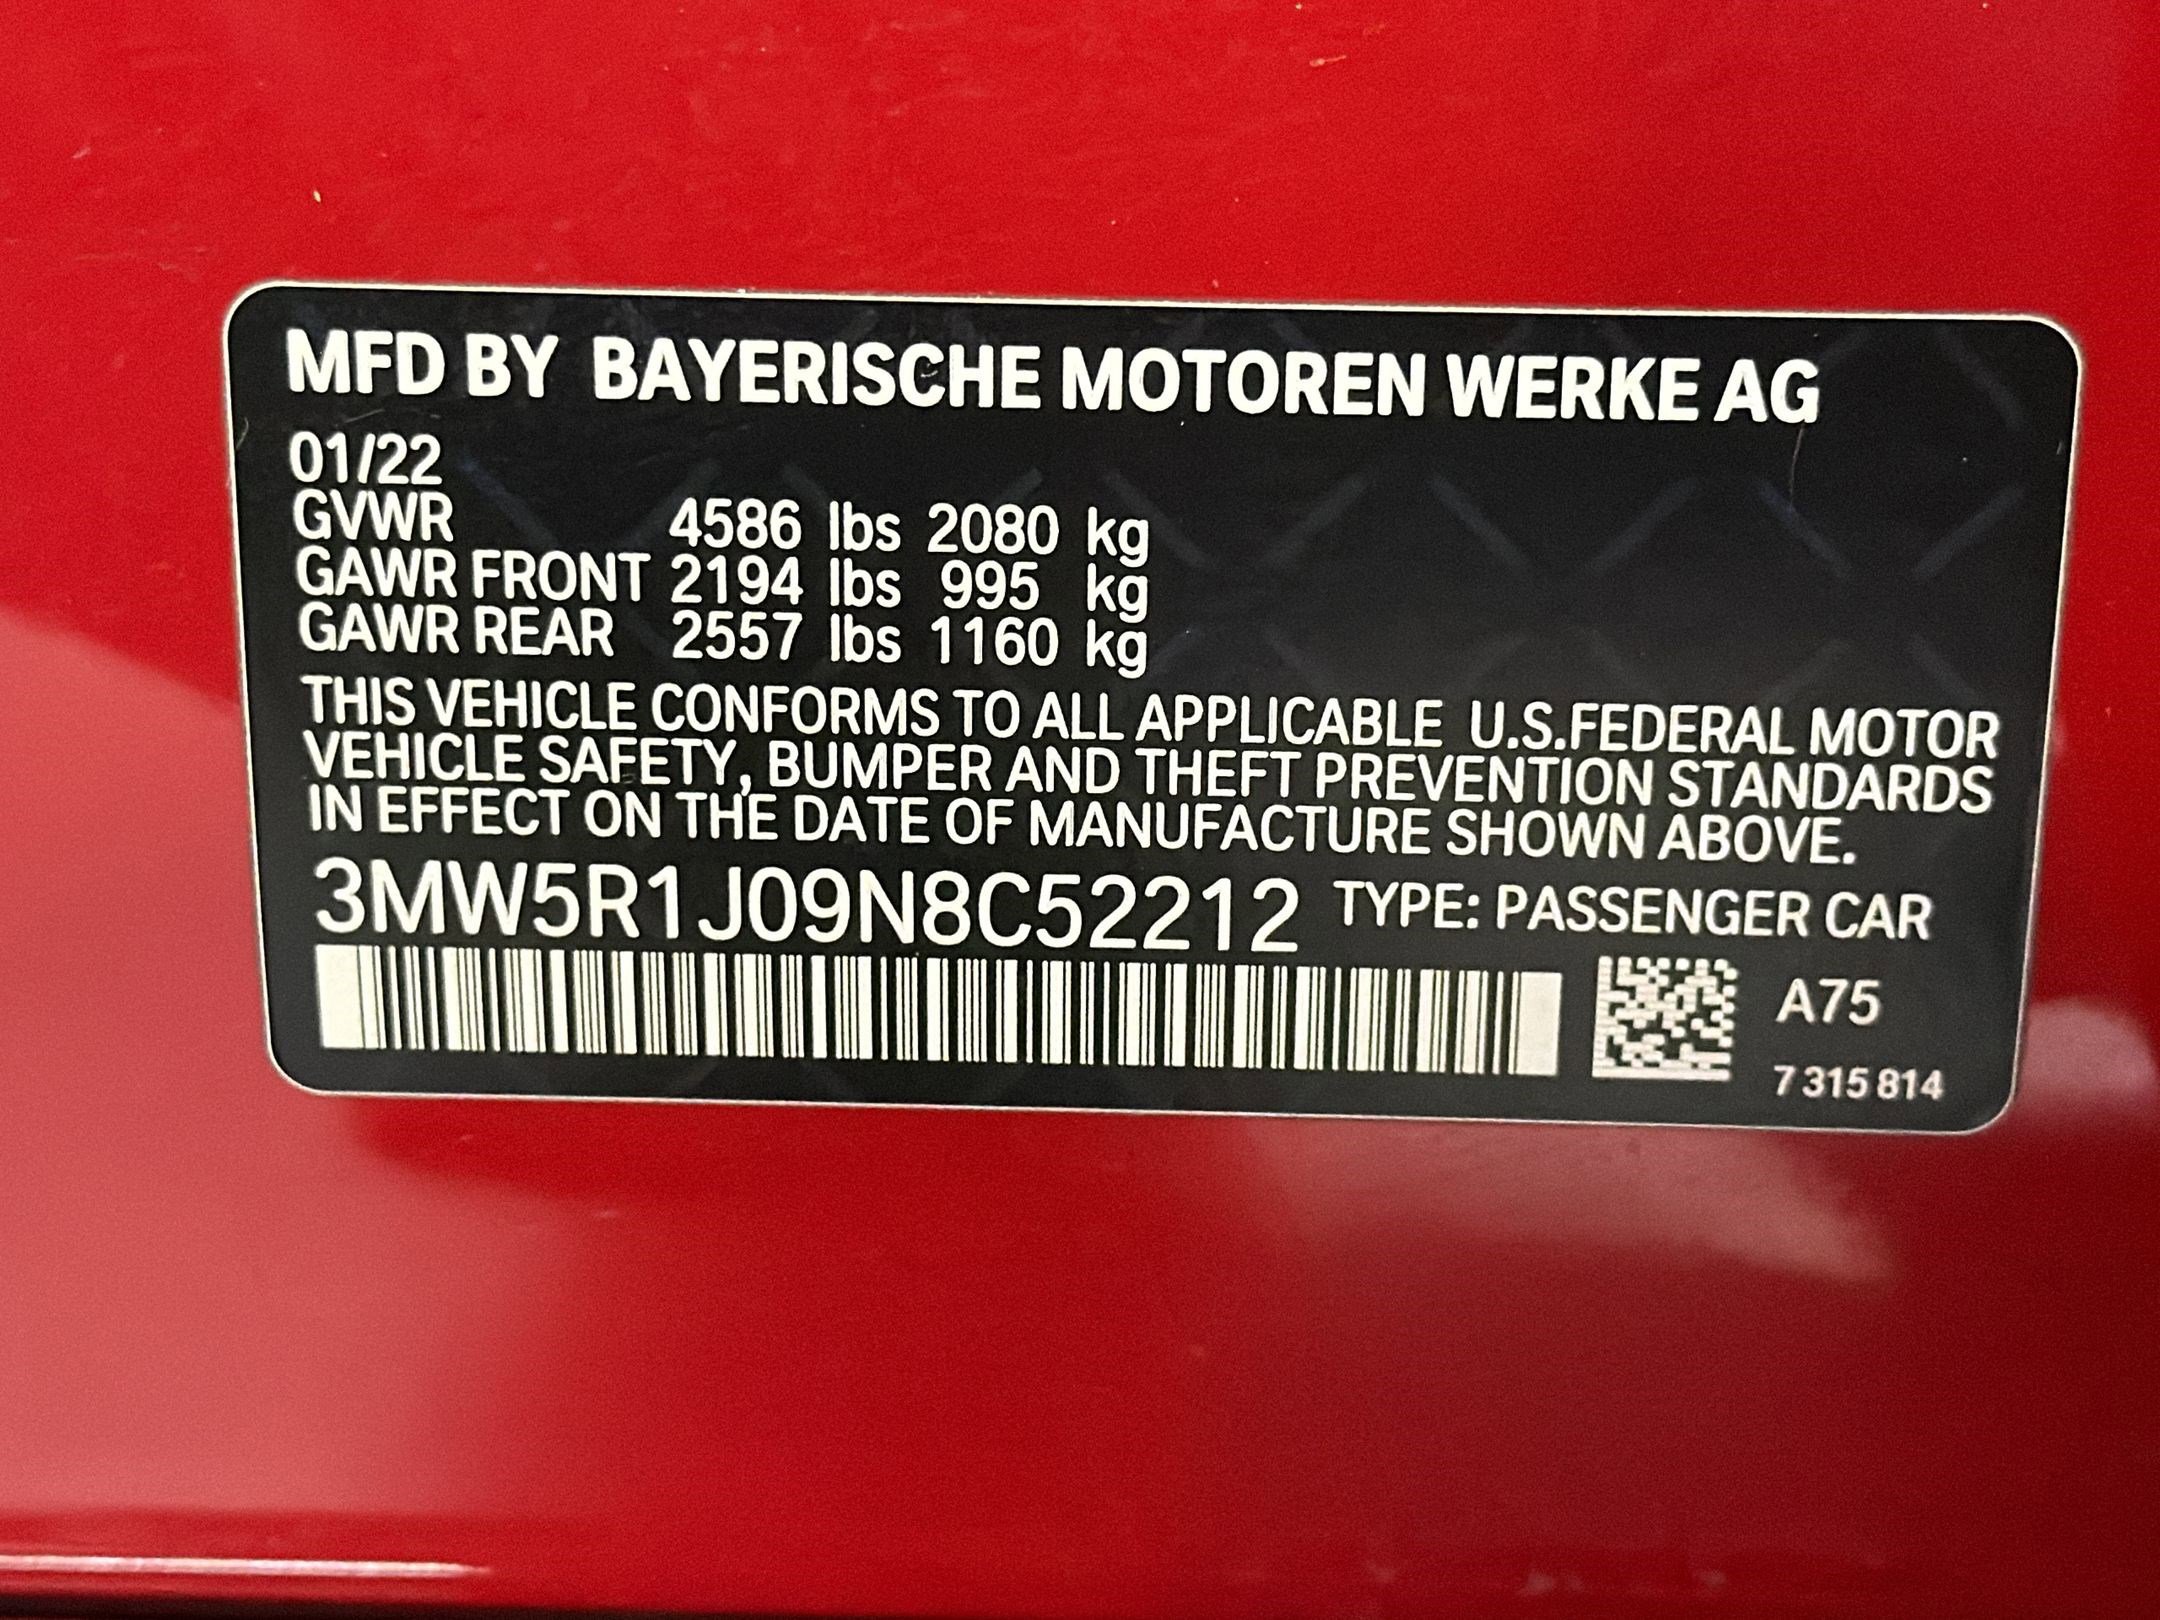 MFD BY BAYERISCHE MOTOREN WERKE AG
01/22
GVWR 4586 lbs 2080 kg
GAWR FRONT 2194 lbs 995 kg
GAWR REAR 2557 lbs 1160 kg
THIS VEHICLE CONFORMS TO ALL APPLICABLE U.S.FEDERAL MOTOR
VEHICLE SAFETY, BUMPER AND THEFT PREVENTION STANDARDS
IN EFFECT ON THE DATE OF MANUFACTURE SHOWN ABOVE.
3MW5R1J09N8C52212 TYPE: PASSENGER CAR
A75
7 315 814